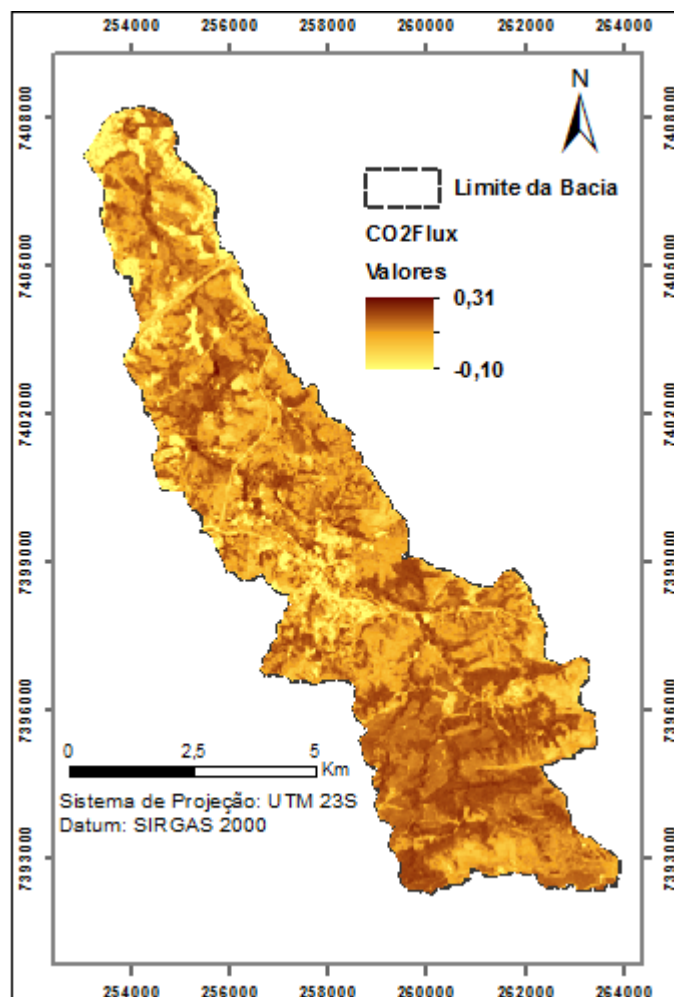 254000 256000 258000 260000 262000 264000
N
7408000 7408000
Limite da Bacia
CO2Flux
7405000 7405000
Valores
0,31
-0,10
7402000 7402000
7399000 7399000
7396000 7396000
0 2,5 5
Km
Sistema de Projeção: UTM 23S
Datum: SIRGAS 2000
7393000 7393000
254000 256000 258000 260000 262000 264000